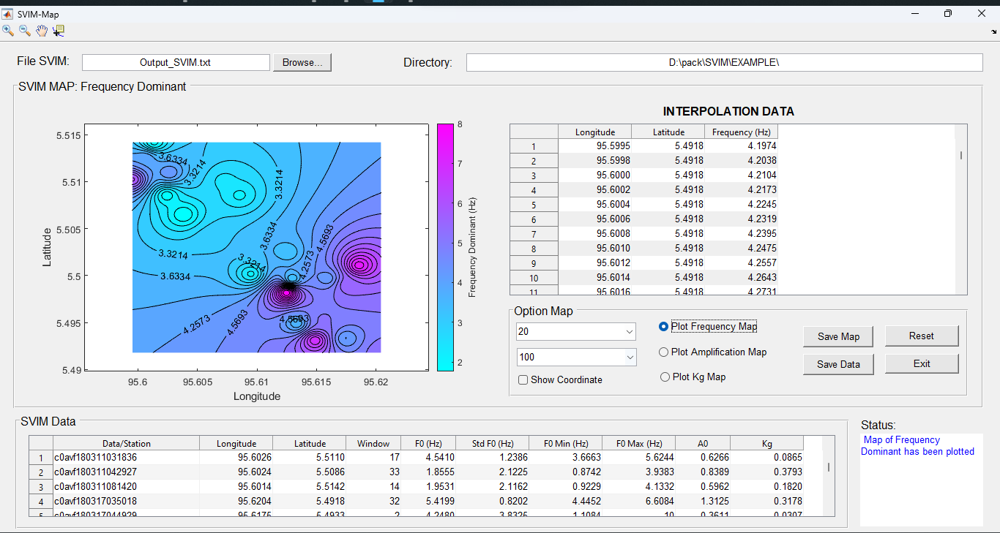 SVIM-Map
File SVIM: Output_SVIM.txt Browse... Directory: D:\pack\SVIM\EXAMPLE\
SVIM MAP: Frequency Dominant
5.515
5.51
5.505
5.5
5.495
5.49
Latitude
95.6 95.605 95.61 95.615 95.62
Longitude
3.6334
3.3214
3.3214
3.6334
4.5693
3.3214
3.3214
4.2573
3.6334
4.2573
4.5693
4.5693
8
7
6
5
4
3
2
Frequency Dominant (Hz)
INTERPOLATION DATA
Longitude Latitude Frequency (Hz)
1 95.5995 5.4918 4.1974
2 95.5998 5.4918 4.2038
3 95.6000 5.4918 4.2104
4 95.6002 5.4918 4.2173
5 95.6004 5.4918 4.2245
6 95.6006 5.4918 4.2319
7 95.6008 5.4918 4.2395
8 95.6010 5.4918 4.2475
9 95.6012 5.4918 4.2557
10 95.6014 5.4918 4.2643
11 95.6016 5.4918 4.2731
Option Map
20
100
Show Coordinate
Plot Frequency Map
Plot Amplification Map
Plot Kg Map
Save Map Reset
Save Data Exit
SVIM Data
Data/Station Longitude Latitude Window F0 (Hz) Std F0 (Hz) F0 Min (Hz) F0 Max (Hz) A0 Kg
1 c0avf180311031836 95.6026 5.5110 17 4.5410 1.2386 3.6663 5.6244 0.6266 0.0865
2 c0avf180311042927 95.6024 5.5086 33 1.8555 2.1225 0.8742 3.9383 0.8389 0.3793
3 c0avf180311081420 95.6014 5.5142 14 1.9531 2.1162 0.9229 4.1332 0.5962 0.1820
4 c0avf180317035018 95.6204 5.4918 32 5.4199 0.8202 4.4452 6.6084 1.3125 0.3178
5 c0avf180317044929 95.6175 5.4933 2 4.2480 3.8325 1.1084 10 0.3611 0.0307
Status:
Map of Frequency
Dominant has been plotted